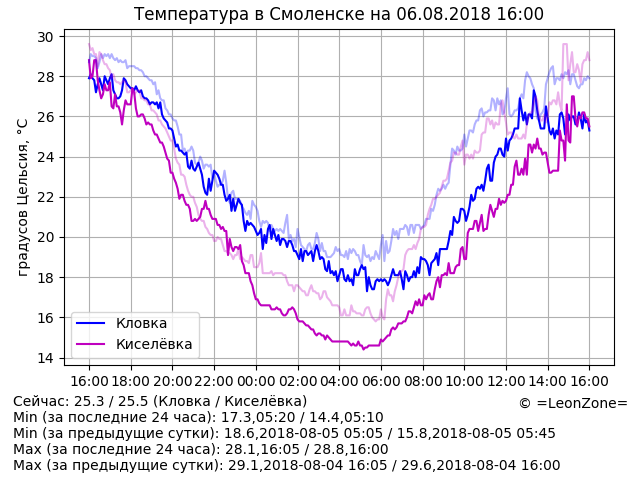 Температура в Смоленске на 06.08.2018 16:00
градусов Цельсия, °C
30
28
26
24
22
20
18
16
14
Кловка
Киселёвка
16:00 18:00 20:00 22:00 00:00 02:00 04:00 06:00 08:00 10:00 12:00 14:00 16:00
Сейчас: 25.3 / 25.5 (Кловка / Киселёвка)
© =LeonZone=
Min (за последние 24 часа): 17.3,05:20 / 14.4,05:10
Min (за предыдущие сутки): 18.6,2018-08-05 05:05 / 15.8,2018-08-05 05:45
Max (за последние 24 часа): 28.1,16:05 / 28.8,16:00
Max (за предыдущие сутки): 29.1,2018-08-04 16:05 / 29.6,2018-08-04 16:00